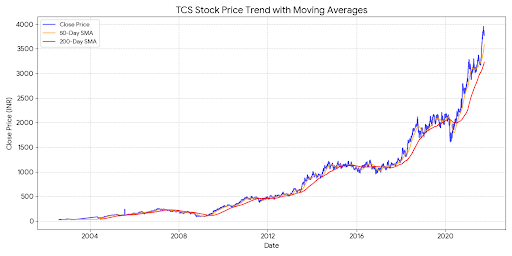 TCS Stock Price Trend with Moving Averages
Close Price
50-Day SMA
200-Day SMA
Close Price (INR)
4000
3500
3000
2500
2000
1500
1000
500
0
2004
2008
2012
2016
2020
Date